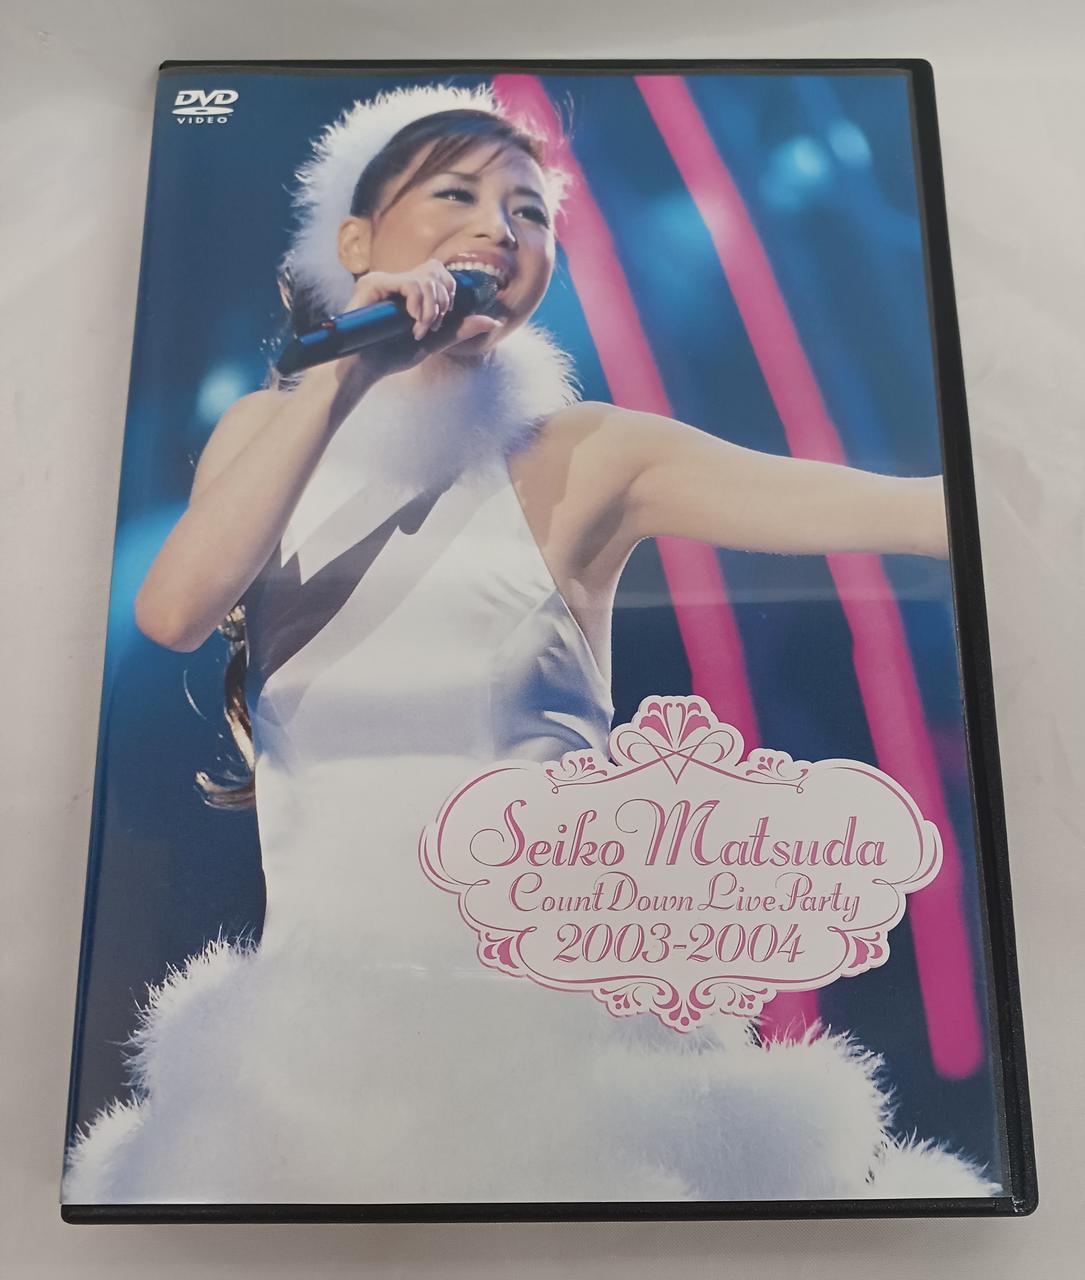 DVD
VIDEO
Seiko Matsuda
Count Down Live Party
2003-2004